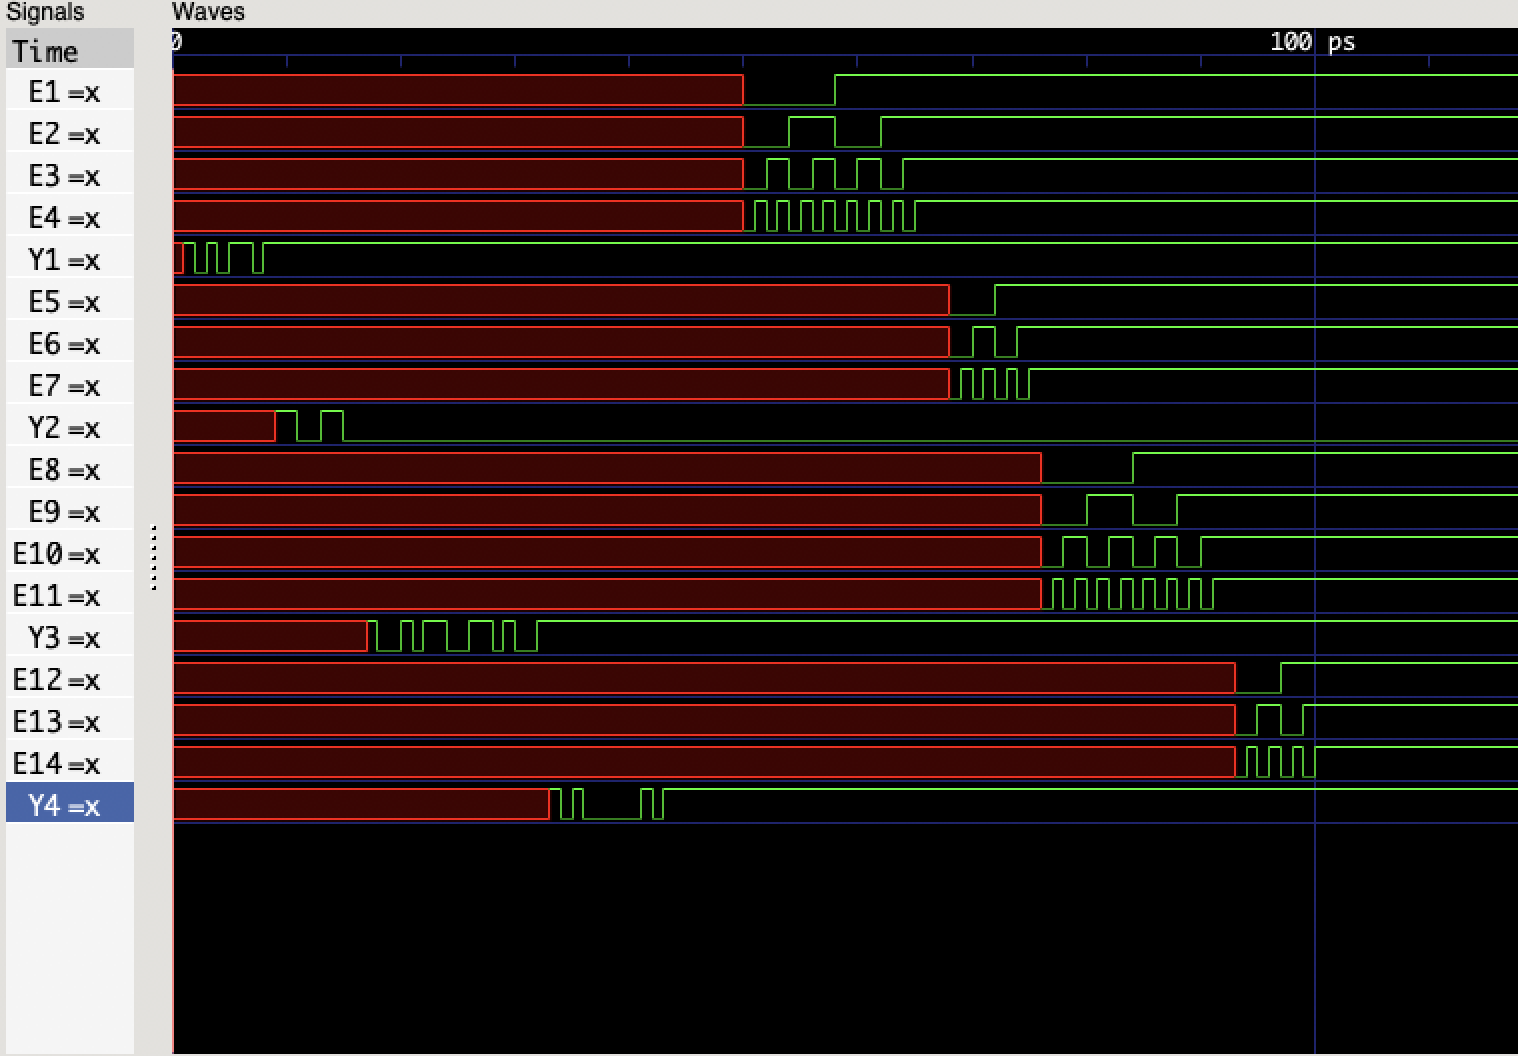 Signals Waves
Time 0 100 ps
E1 =x
E2 =x
E3 =x
E4 =x
Y1 =x
E5 =x
E6 =x
E7 =x
Y2 =x
E8 =x
E9 =x
E10 =x
E11 =x
Y3 =x
E12 =x
E13 =x
E14 =x
Y4 =x